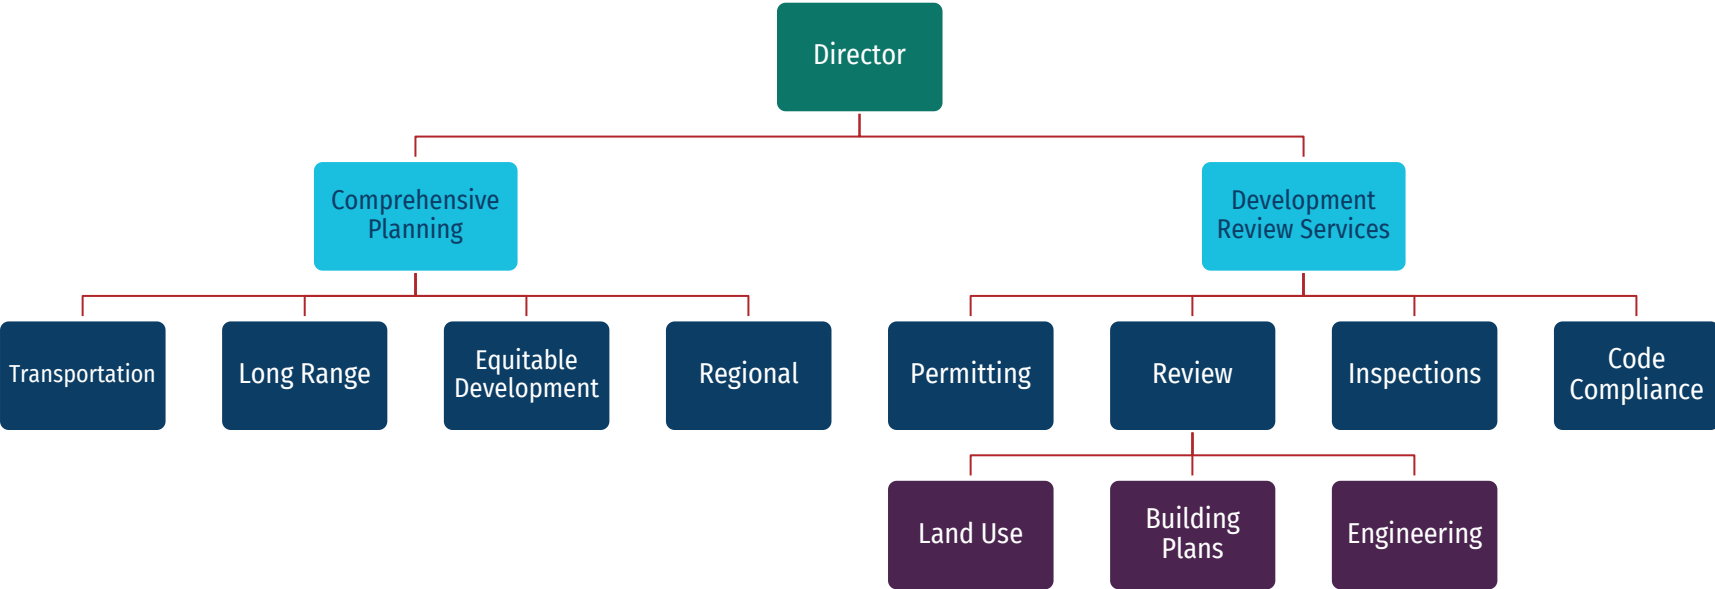 Director
Comprehensive
Planning
Development
Review Services
Transportation
Long Range
Equitable
Development
Regional
Permitting
Review
Inspections
Code
Compliance
Land Use
Building
Plans
Engineering